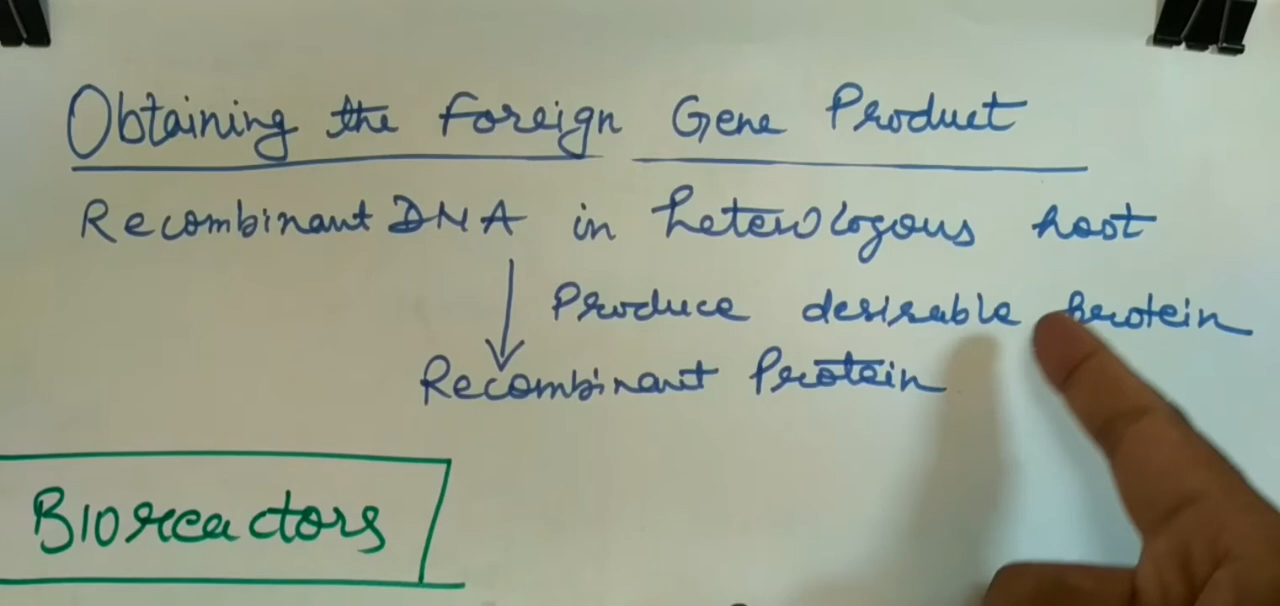 Obtaining the Foreign Gene Product
Recombinant DNA in heterologous host
Produce desirable Protein
Recombinant Protein
Bioreactors